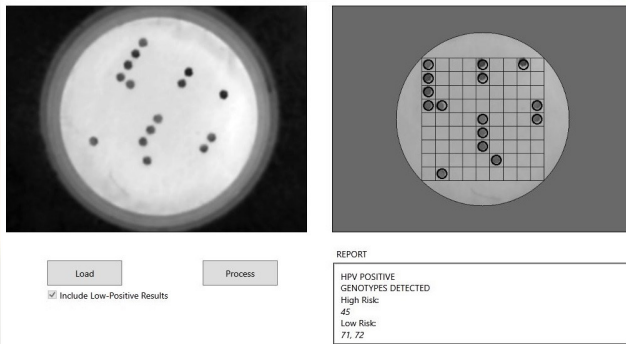 Load
Process
Include Low-Positive Results
REPORT
HPV POSITIVE
GENOTYPES DETECTED
High Risk:
45
Low Risk:
71, 72